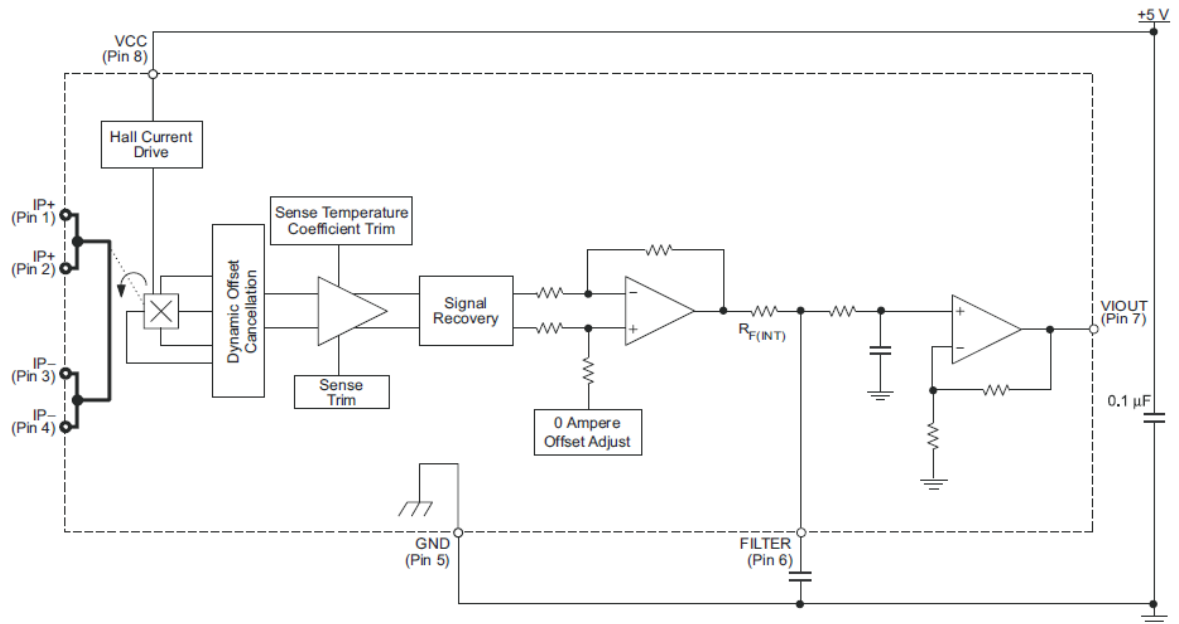 +5 V
VCC
(Pin 8)
Hall Current
Drive
IP+
(Pin 1)
IP+
(Pin 2)
IP−
(Pin 3)
IP−
(Pin 4)
Dynamic Offset
Cancellation
Sense Temperature
Coefficient Trim
Sense
Trim
Signal
Recovery
0 Ampere
Offset Adjust
−
+
RF(INT)
+
−
VIOUT
(Pin 7)
0.1 μF
GND
(Pin 5)
FILTER
(Pin 6)